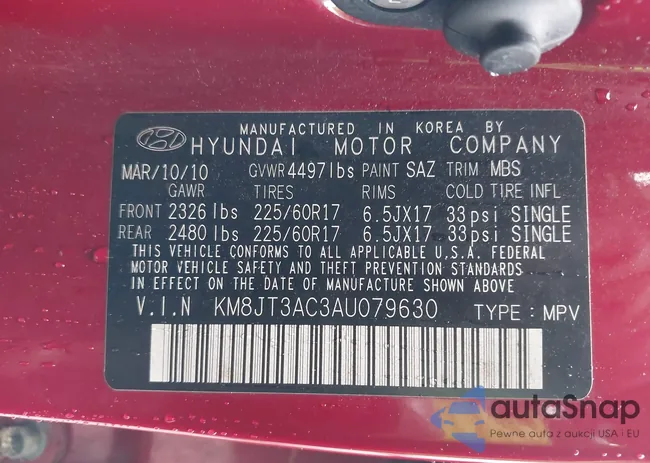 MANUFACTURED IN KOREA BY
HYUNDAI MOTOR COMPANY
MAR/10/10 GVWR 4497lbs PAINT SAZ TRIM MBS
GAWR TIRES RIMS COLD TIRE INFL
FRONT 2326 lbs 225/60R17 6.5JX17 33psi SINGLE
REAR 2480 lbs 225/60R17 6.5JX17 33psi SINGLE
THIS VEHICLE CONFORMS TO ALL APPLICABLE U.S.A. FEDERAL
MOTOR VEHICLE SAFETY AND THEFT PREVENTION STANDARDS
IN EFFECT ON THE DATE OF MANUFACTURE SHOWN ABOVE
V.I.N KM8JT3AC3AU079630 TYPE : MPV
autaSnap
Pewne auta z aukcji USA i EU